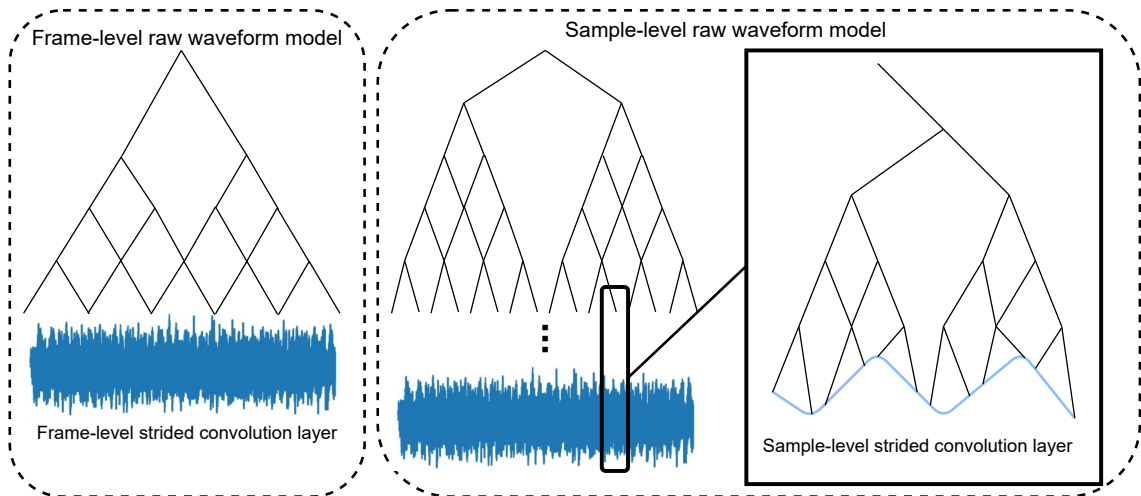 Frame-level raw waveform model
Sample-level raw waveform model
Frame-level strided convolution layer
Sample-level strided convolution layer